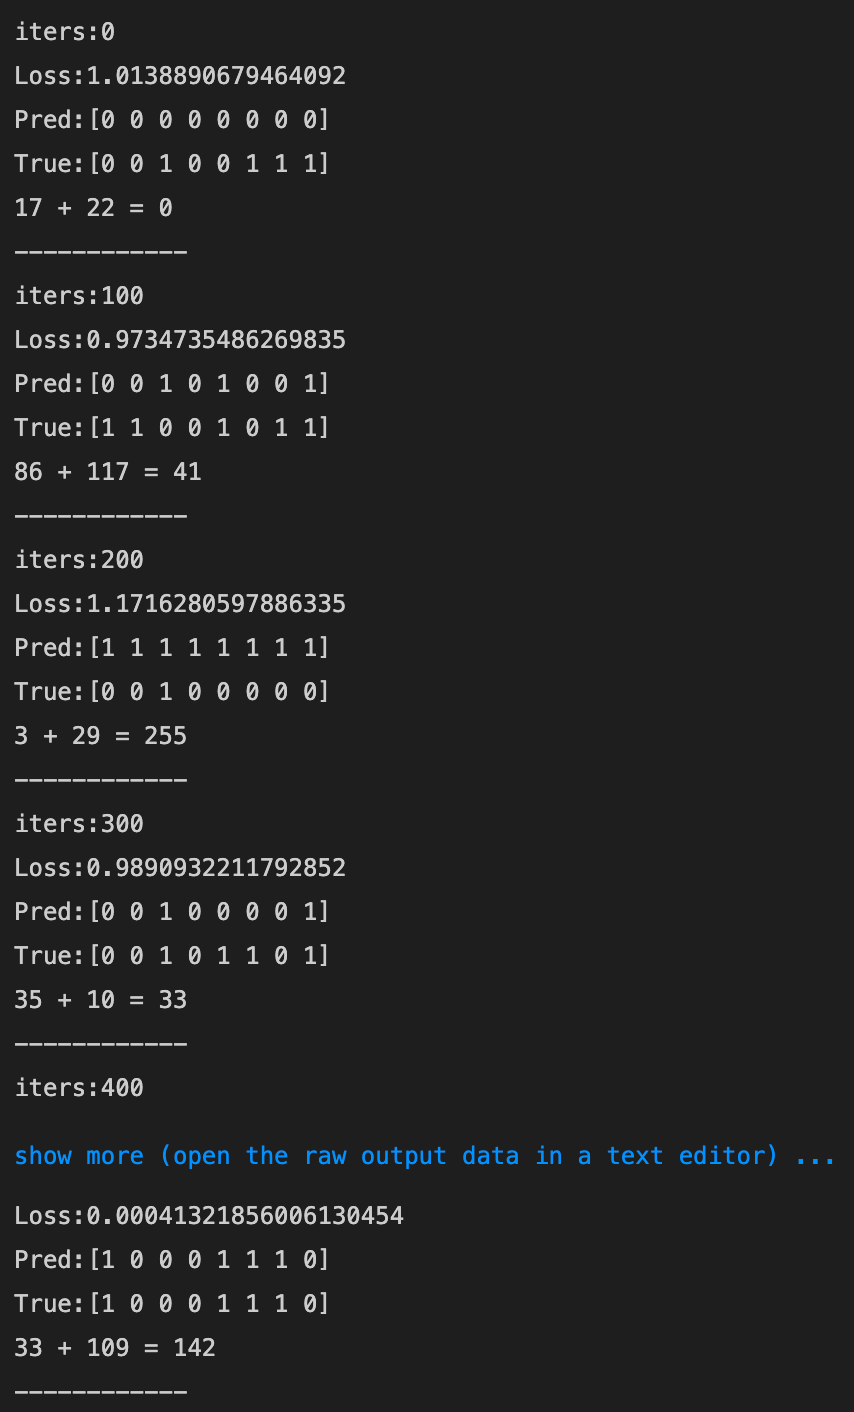 iters:0
Loss:1.0138890679464092
Pred:[0 0 0 0 0 0 0 0]
True:[0 0 1 0 0 1 1 1]
17 + 22 = 0
------------
iters:100
Loss:0.9734735486269835
Pred:[0 0 1 0 1 0 0 1]
True:[1 1 0 0 1 0 1 1]
86 + 117 = 41
------------
iters:200
Loss:1.1716280597886335
Pred:[1 1 1 1 1 1 1 1]
True:[0 0 1 0 0 0 0 0]
3 + 29 = 255
------------
iters:300
Loss:0.9890932211792852
Pred:[0 0 1 0 0 0 0 1]
True:[0 0 1 0 1 1 0 1]
35 + 10 = 33
------------
iters:400
show more (open the raw output data in a text editor) ...
Loss:0.00041321856006130454
Pred:[1 0 0 0 1 1 1 0]
True:[1 0 0 0 1 1 1 0]
33 + 109 = 142
------------